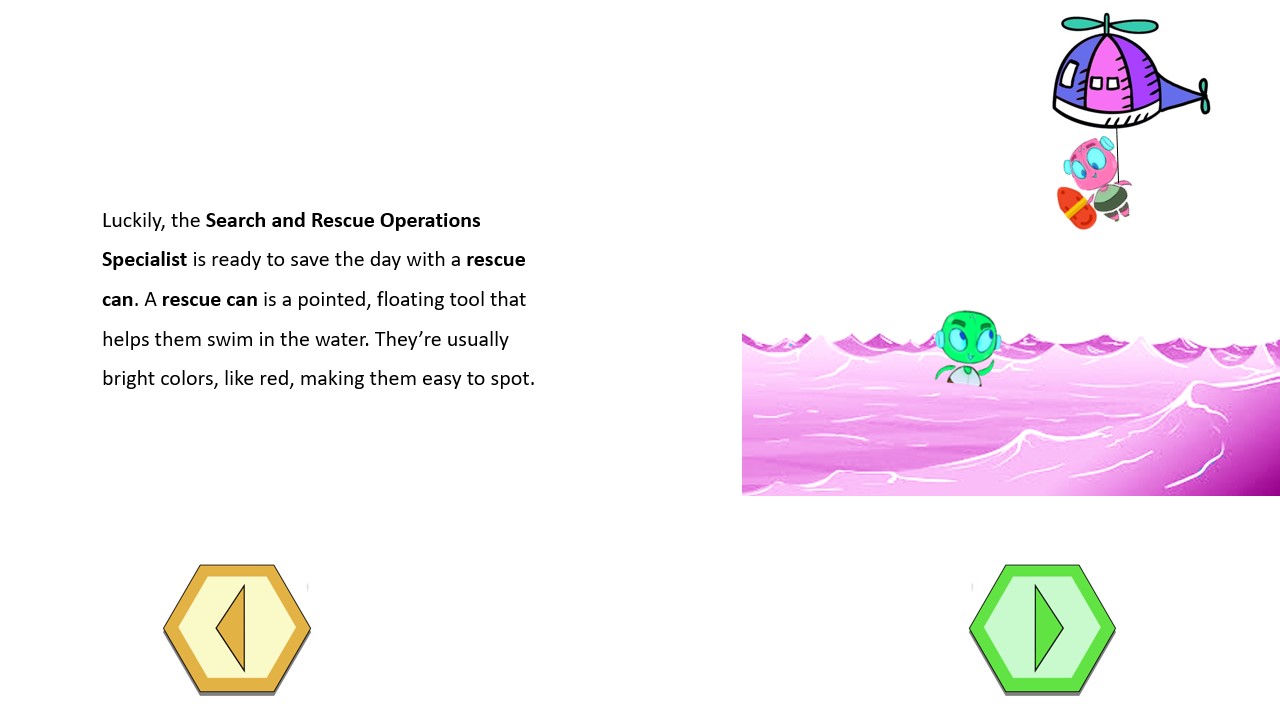 Luckily, the Search and Rescue Operations
Specialist is ready to save the day with a rescue
can. A rescue can is a pointed, floating tool that
helps them swim in the water. They’re usually
bright colors, like red, making them easy to spot.